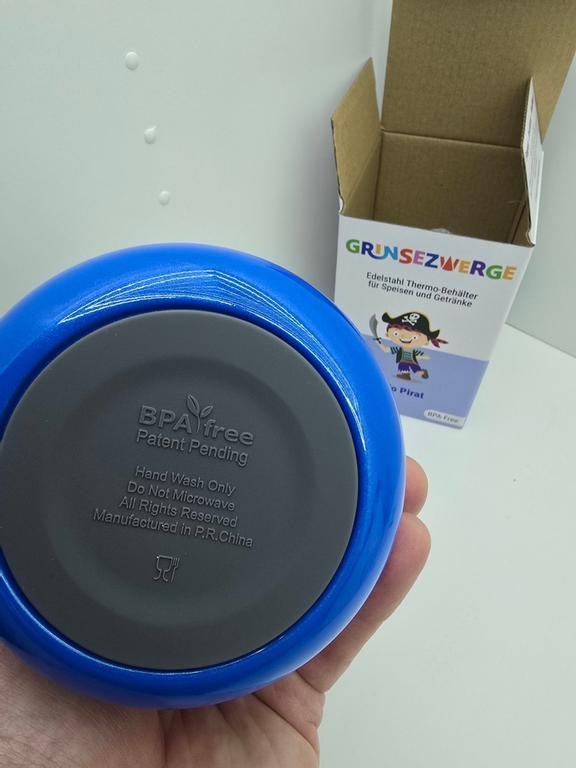 GRINSEZWERGE
Edelstahl Thermo-Behälter
für Speisen und Getränke
Pirat
BPA Free
BPA free
Patent Pending
Hand Wash Only
Do Not Microwave
All Rights Reserved
Manufactured in P.R.China